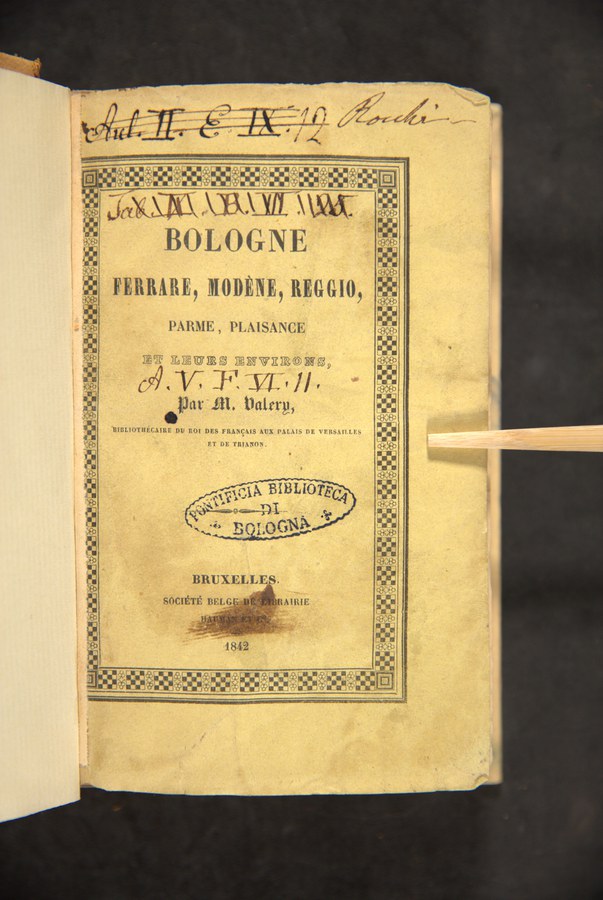 Aul. II. E. IX. 12
BOLOGNE
FERRARE, MODÈNE, REGGIO,
PARME, PLAISANCE
ET LEURS ENVIRONS,
A. V. F. VI. 11.
Par M. Valery,
BIBLIOTHÉCAIRE DU ROI DES FRANÇAIS AUX PALAIS DE VERSAILLES
ET DE TRIANON.
PONTIFICIA BIBLIOTECA
DI
BOLOGNA
BRUXELLES.
SOCIÉTÉ BELGE DE LIBRAIRIE
1842